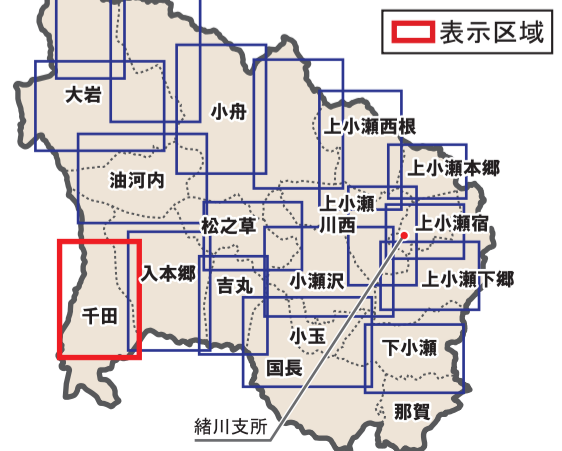 表示区域
大岩
小舟
上小瀬西根
上小瀬本郷
油河内
上小瀬
川西
松之草
上小瀬宿
入本郷
吉丸
小瀬沢
上小瀬下郷
千田
小玉
下小瀬
国長
那賀
緒川支所